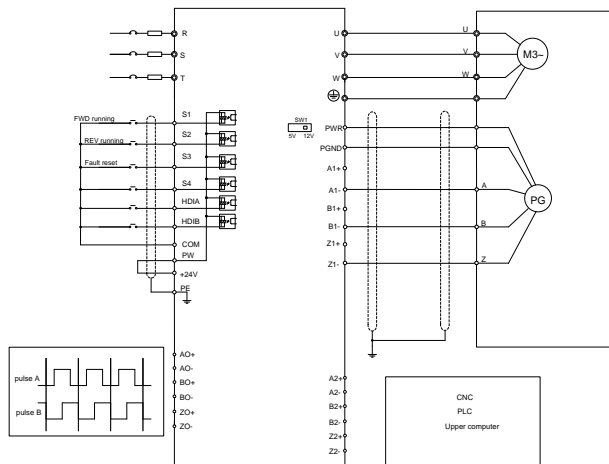 R
S
T
FWD running
REV running
Fault reset
S1
S2
S3
S4
HDIA
HDIB
COM
PW
+24V
PE
SW1
5V 12V
U
V
W
PWR
PGND
A1+
A1-
B1+
B1-
Z1+
Z1-
U
V
W
M3~
A
B
Z
PG
pulse A
pulse B
AO+
AO-
BO+
BO-
ZO+
ZO-
A2+
A2-
B2+
B2-
Z2+
Z2-
CNC
PLC
Upper computer